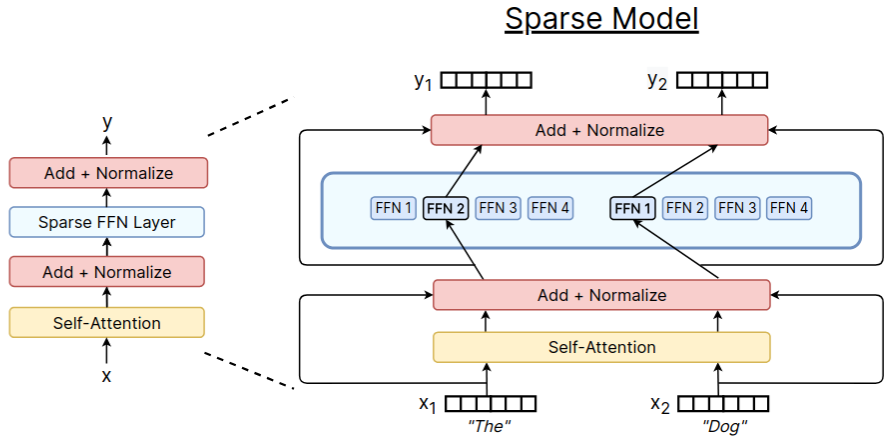 Sparse Model
y
Add + Normalize
Sparse FFN Layer
Add + Normalize
Self-Attention
x
y1
y2
Add + Normalize
FFN 1 FFN 2 FFN 3 FFN 4
FFN 1 FFN 2 FFN 3 FFN 4
Add + Normalize
Self-Attention
x1
"The"
x2
"Dog"